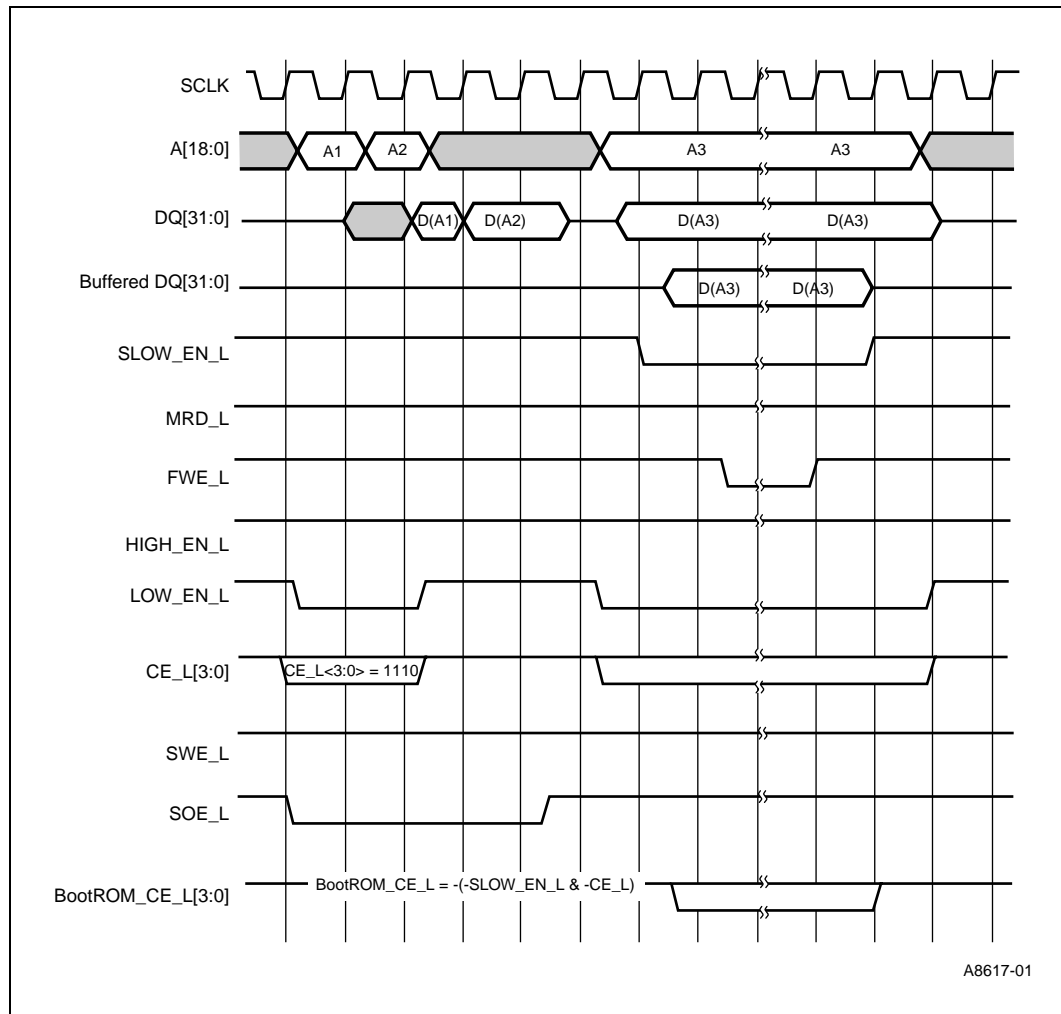 SCLK
A[18:0] A1 A2 A3 A3
DQ[31:0] D(A1) D(A2) D(A3) D(A3)
Buffered DQ[31:0] D(A3) D(A3)
SLOW_EN_L
MRD_L
FWE_L
HIGH_EN_L
LOW_EN_L
CE_L[3:0] CE_L<3:0> = 1110
SWE_L
SOE_L
BootROM_CE_L[3:0] BootROM_CE_L = -(-SLOW_EN_L & -CE_L)
A8617-01